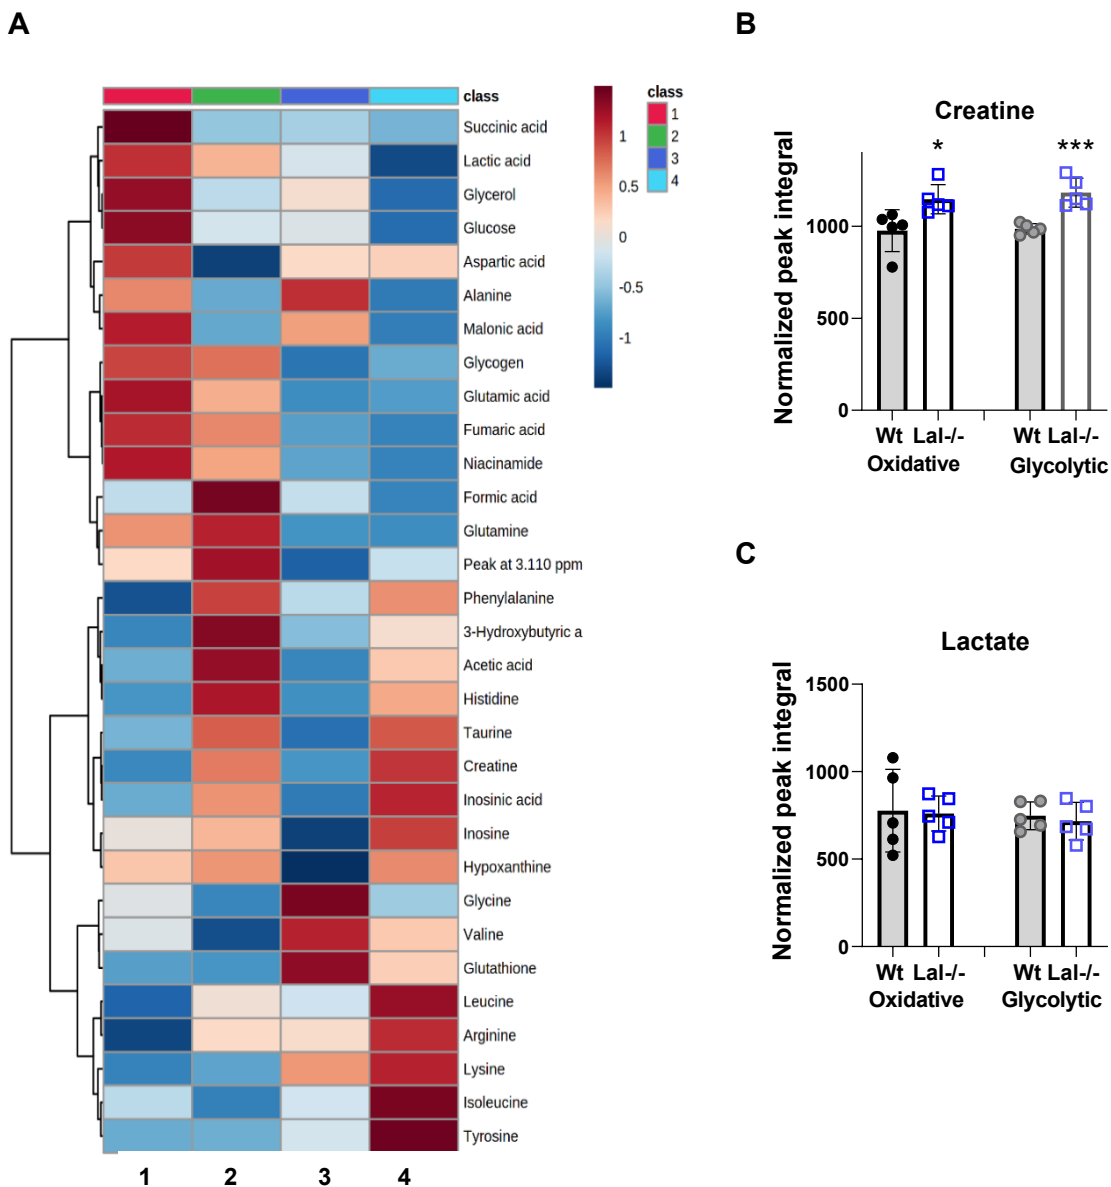 A
class
Succinic acid
Lactic acid
Glycerol
Glucose
Aspartic acid
Alanine
Malonic acid
Glycogen
Glutamic acid
Fumaric acid
Niacinamide
Formic acid
Glutamine
Peak at 3.110 ppm
Phenylalanine
3-Hydroxybutyric a
Acetic acid
Histidine
Taurine
Creatine
Inosinic acid
Inosine
Hypoxanthine
Glycine
Valine
Glutathione
Leucine
Arginine
Lysine
Isoleucine
Tyrosine
1 2 3 4
1
0.5
0
-0.5
-1
class
1
2
3
4
B
Creatine
* ***
Normalized peak integral
1000
500
0
Wt Lal-/- Wt Lal-/-
Oxidative Glycolytic
C
Lactate
Normalized peak integral
1500
1000
500
0
Wt Lal-/- Wt Lal-/-
Oxidative Glycolytic